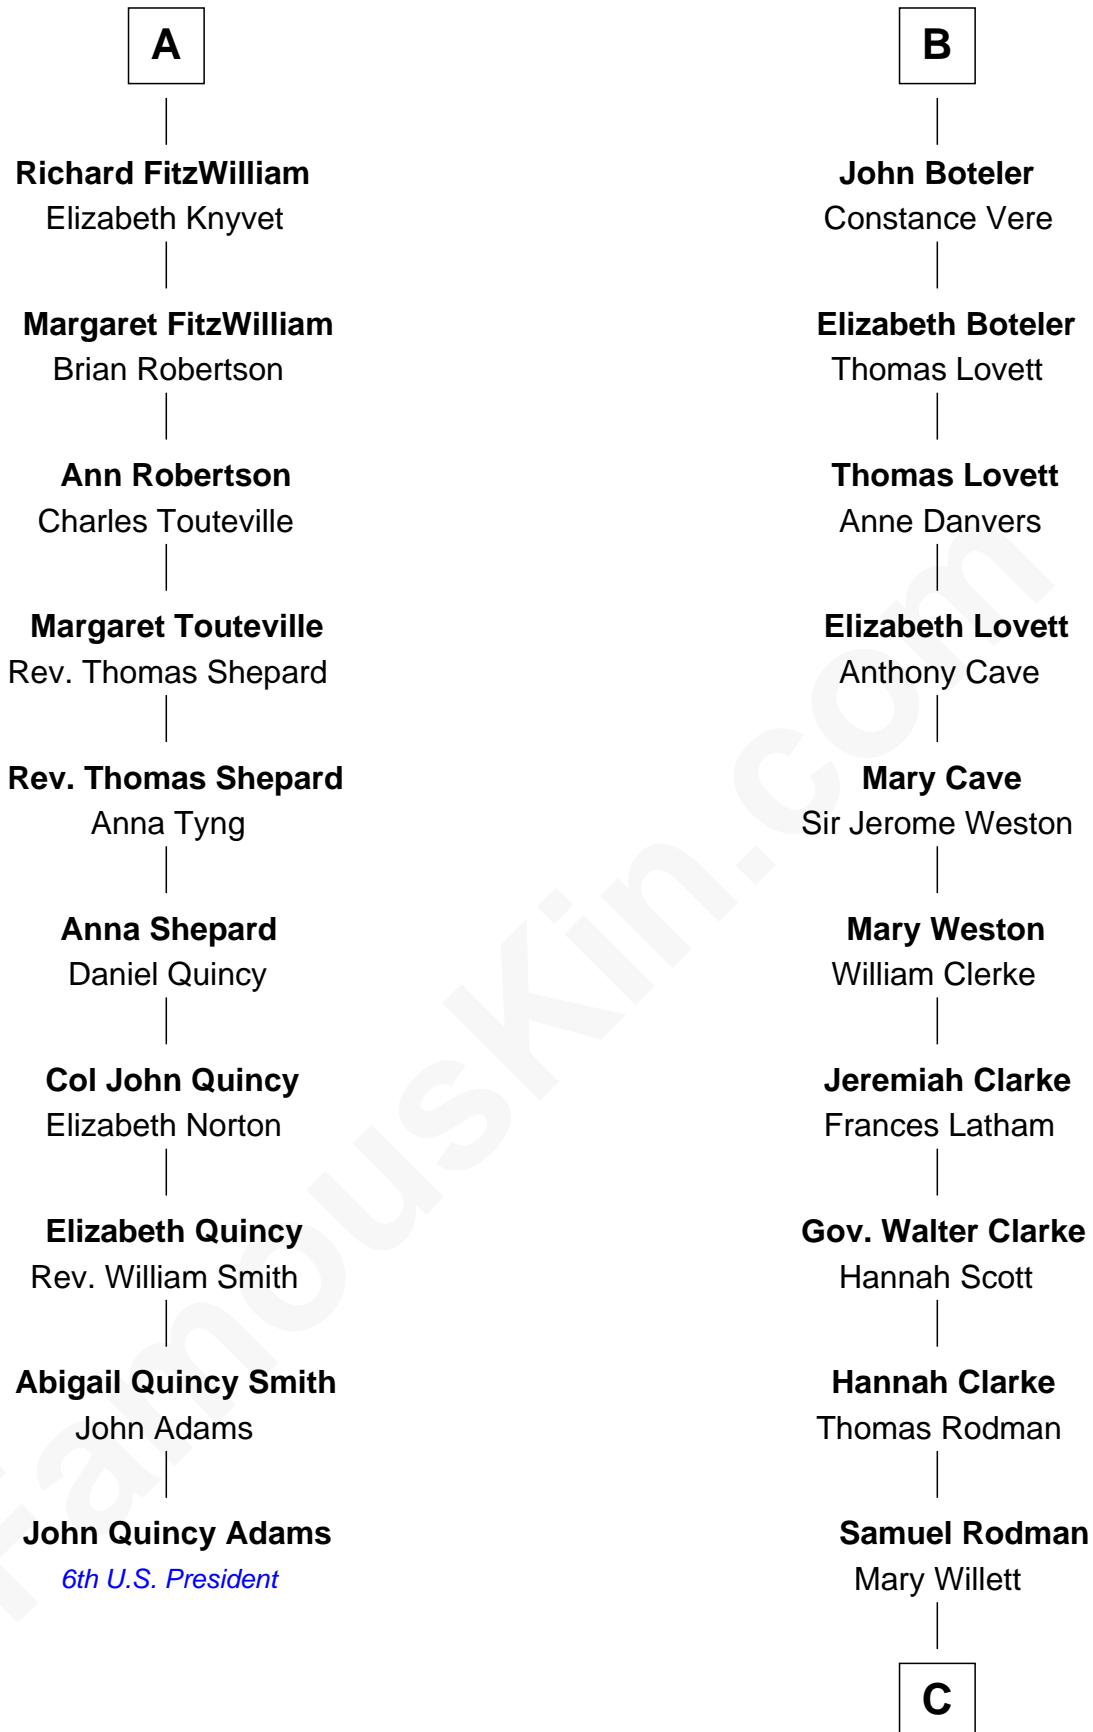 A
Richard FitzWilliam
Elizabeth Knyvet
Margaret FitzWilliam
Brian Robertson
Ann Robertson
Charles Touteville
Margaret Touteville
Rev. Thomas Shepard
Rev. Thomas Shepard
Anna Tyng
Anna Shepard
Daniel Quincy
Col John Quincy
Elizabeth Norton
Elizabeth Quincy
Rev. William Smith
Abigail Quincy Smith
John Adams
John Quincy Adams
6th U.S. President
B
John Boteler
Constance Vere
Elizabeth Boteler
Thomas Lovett
Thomas Lovett
Anne Danvers
Elizabeth Lovett
Anthony Cave
Mary Cave
Sir Jerome Weston
Mary Weston
William Clerke
Jeremiah Clarke
Frances Latham
Gov. Walter Clarke
Hannah Scott
Hannah Clarke
Thomas Rodman
Samuel Rodman
Mary Willett
C
FamousKin.com